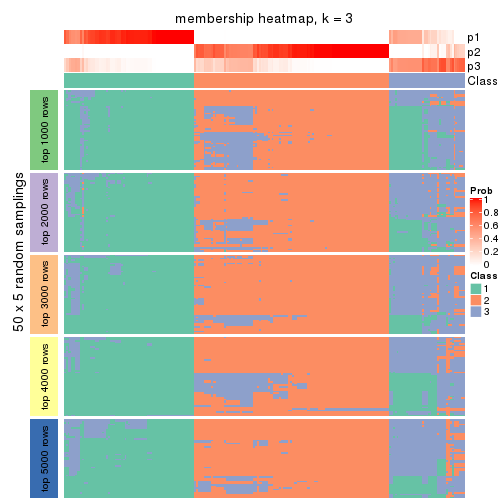 membership heatmap, k = 3
p1
p2
p3
Class
50 x 5 random samplings
top 1000 rows
top 2000 rows
top 3000 rows
top 4000 rows
top 5000 rows
Prob
1
0.8
0.6
0.4
0.2
0
Class
1
2
3